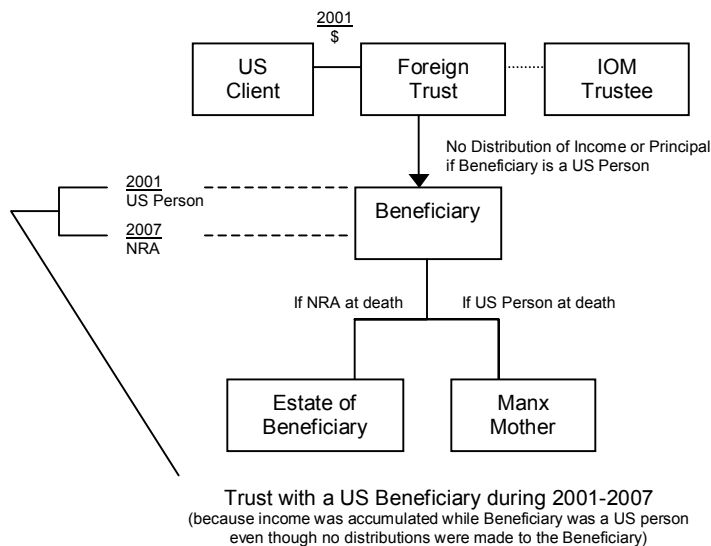 2001
$
US
Client
Foreign
Trust
IOM
Trustee
No Distribution of Income or Principal
if Beneficiary is a US Person
2001
US Person
2007
NRA
Beneficiary
If NRA at death
If US Person at death
Estate of
Beneficiary
Manx
Mother
Trust with a US Beneficiary during 2001-2007
(because income was accumulated while Beneficiary was a US person
even though no distributions were made to the Beneficiary)